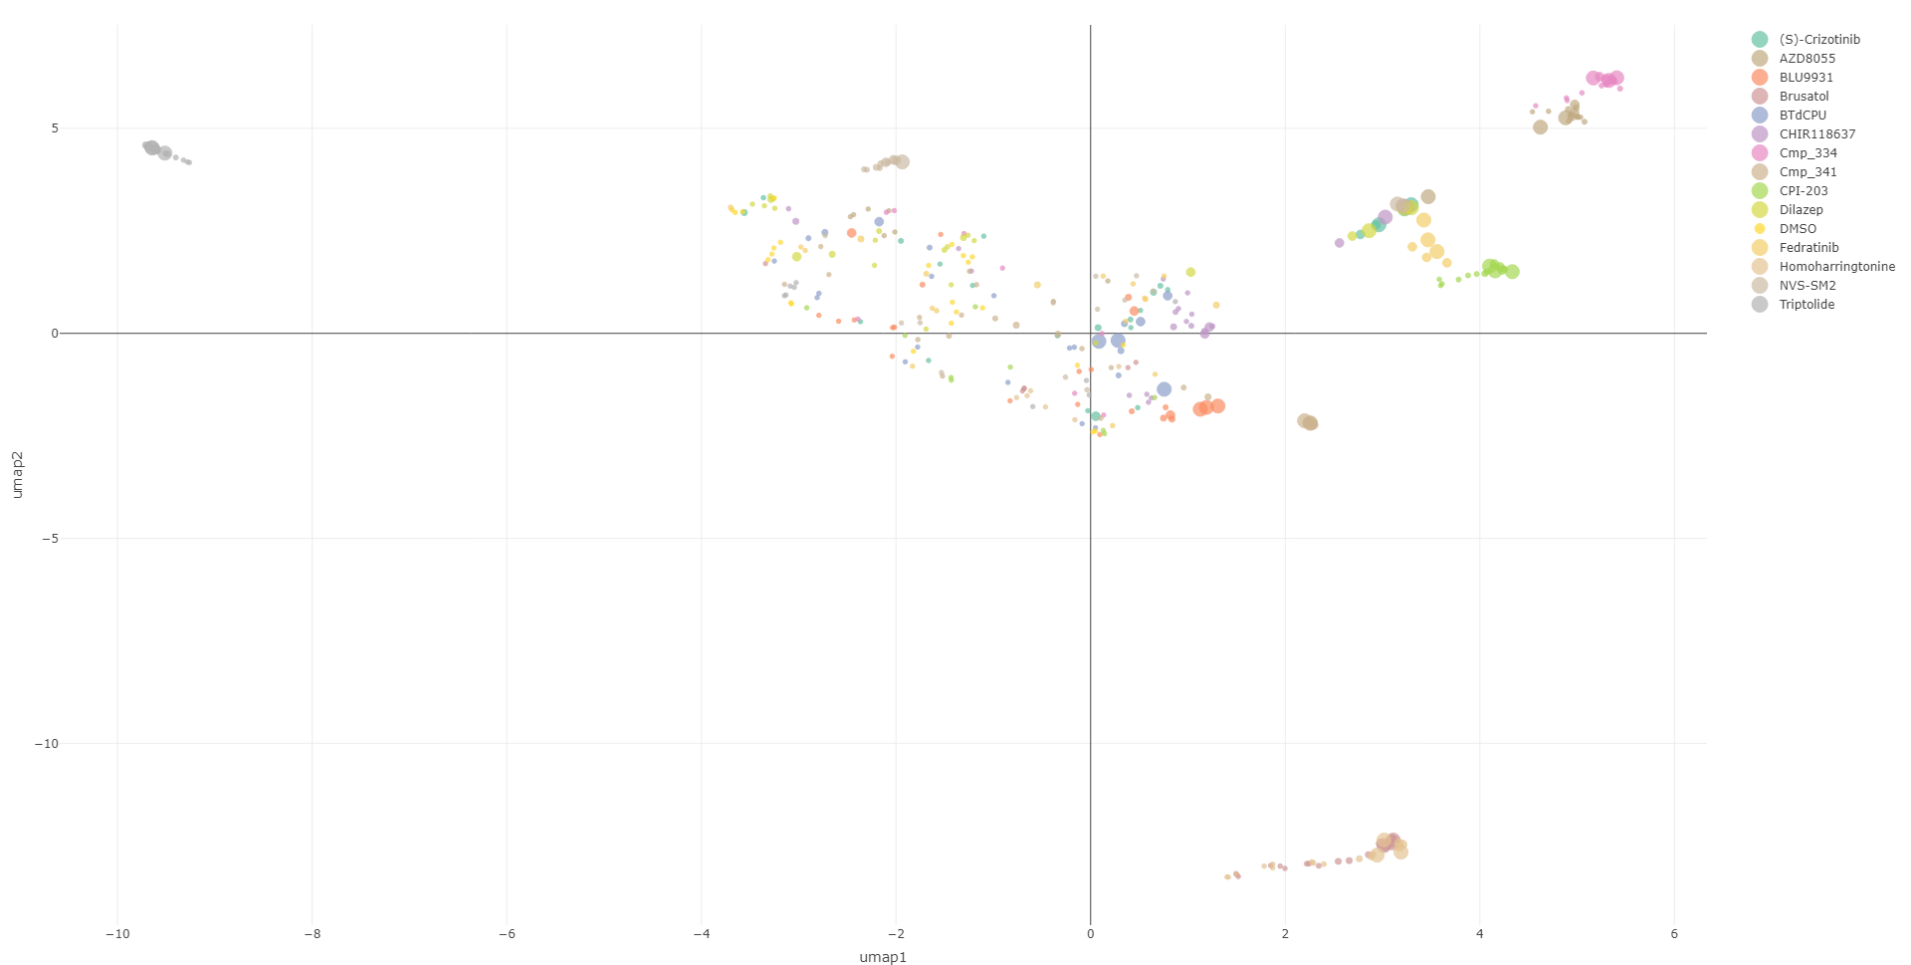 (S)-Crizotinib
AZD8055
BLU9931
Brusatol
BTdCPU
CHIR118637
Cmp_334
Cmp_341
CPI-203
Dilazep
DMSO
Fedratinib
Homoharringtonine
NVS-SM2
Triptolide
5
0
−5
−10
umap2
−10 −8 −6 −4 −2 0 2 4 6
umap1